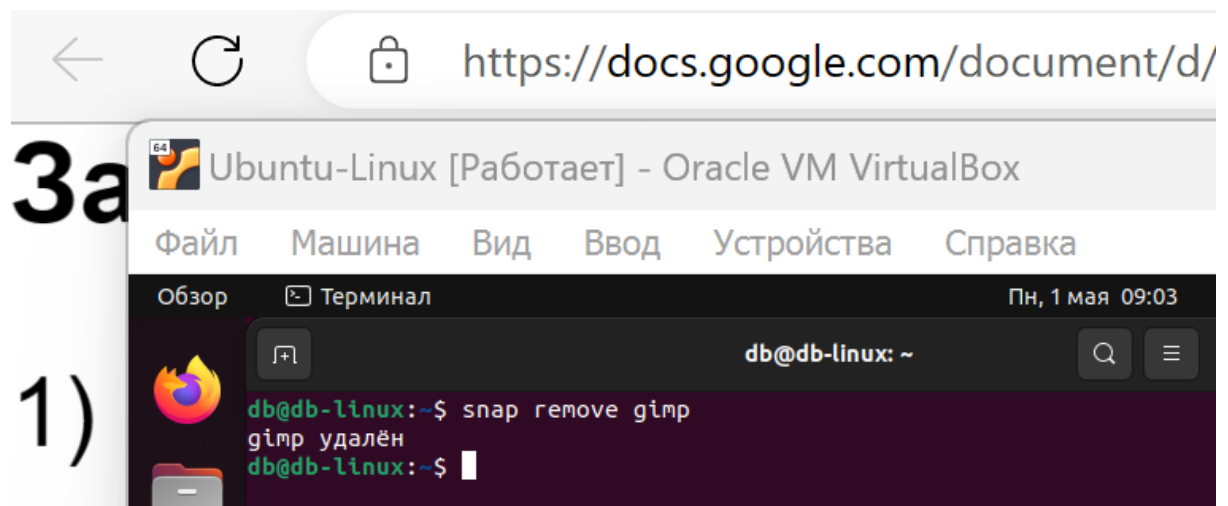 https://docs.google.com/document/d/
За
64 Ubuntu-Linux [Работает] - Oracle VM VirtualBox
Файл Машина Вид Ввод Устройства Справка
Обзор Терминал Пн, 1 мая 09:03
db@db-linux: ~
1)
db@db-linux:~$ snap remove gimp
gimp удалён
db@db-linux:~$